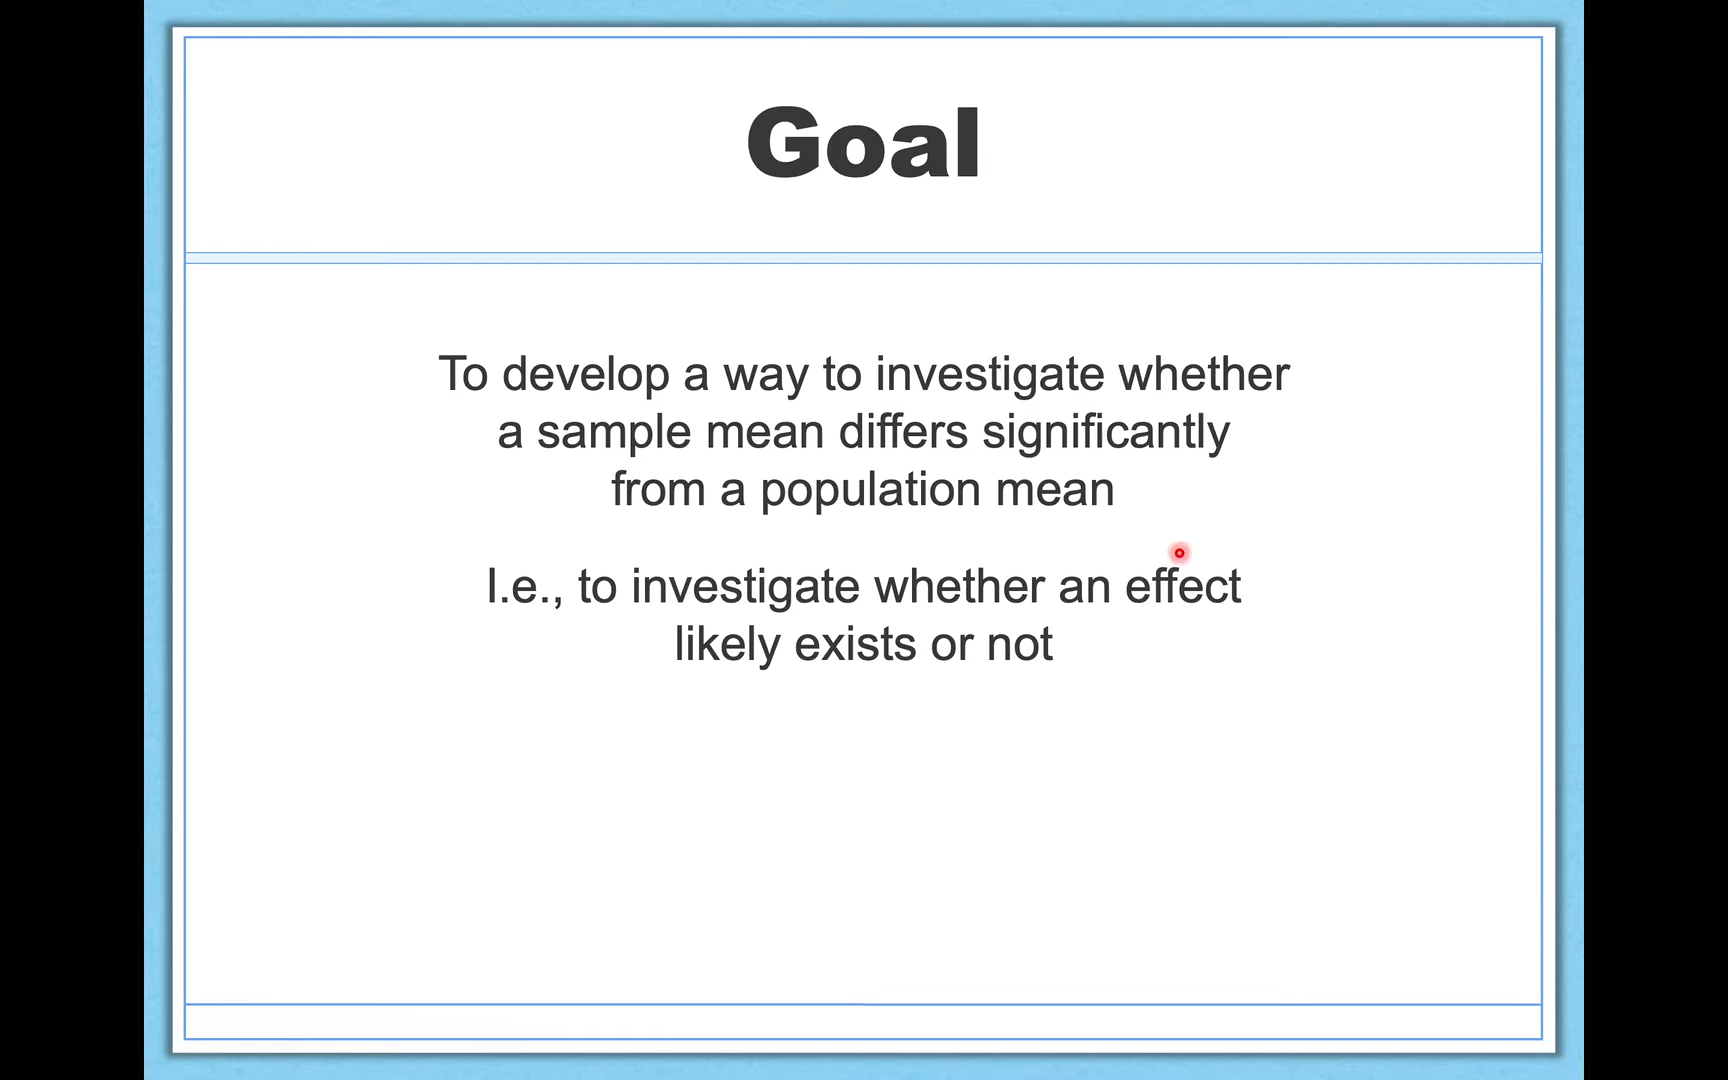 Goal
To develop a way to investigate whether
a sample mean differs significantly
from a population mean
I.e., to investigate whether an effect
likely exists or not